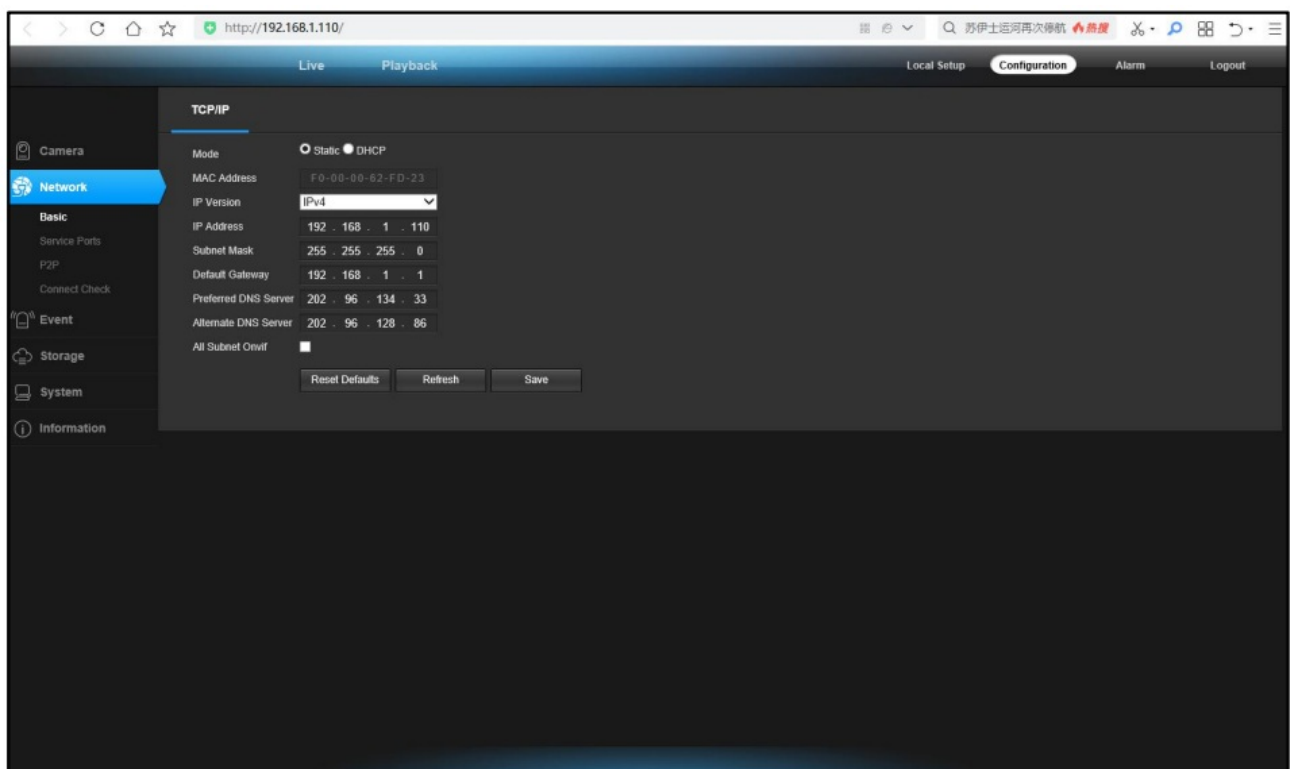 http://192.168.1.110/
苏伊士运河再次停航 热搜
Live Playback Local Setup Configuration Alarm Logout
TCP/IP
Camera
Network
Basic
Service Ports
P2P
Connect Check
Event
Storage
System
Information
Mode Static DHCP
MAC Address F0-00-00-62-FD-23
IP Version IPv4
IP Address 192 . 168 . 1 . 110
Subnet Mask 255 . 255 . 255 . 0
Default Gateway 192 . 168 . 1 . 1
Preferred DNS Server 202 . 96 . 134 . 33
Alternate DNS Server 202 . 96 . 128 . 86
All Subnet Onvif
Reset Defaults Refresh Save